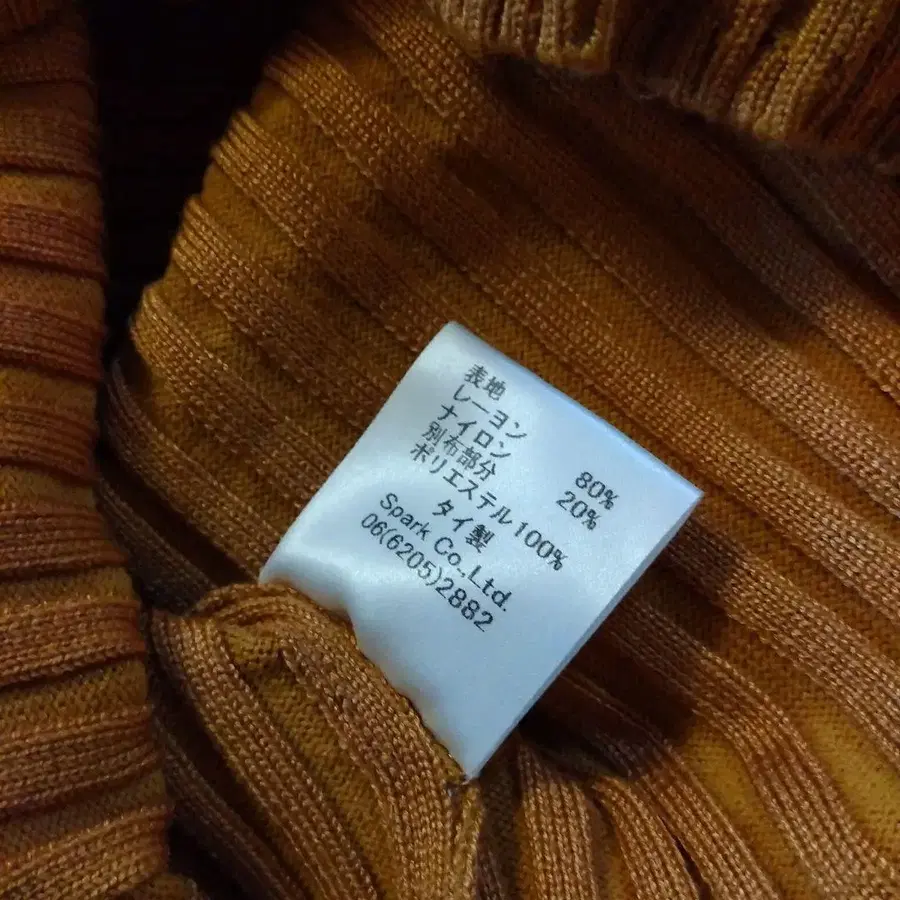 表地
レーヨン 80%
ナイロン 20%
別布部分
ポリエステル100%
タイ製
Spark Co.,Ltd.
06(6205)2882